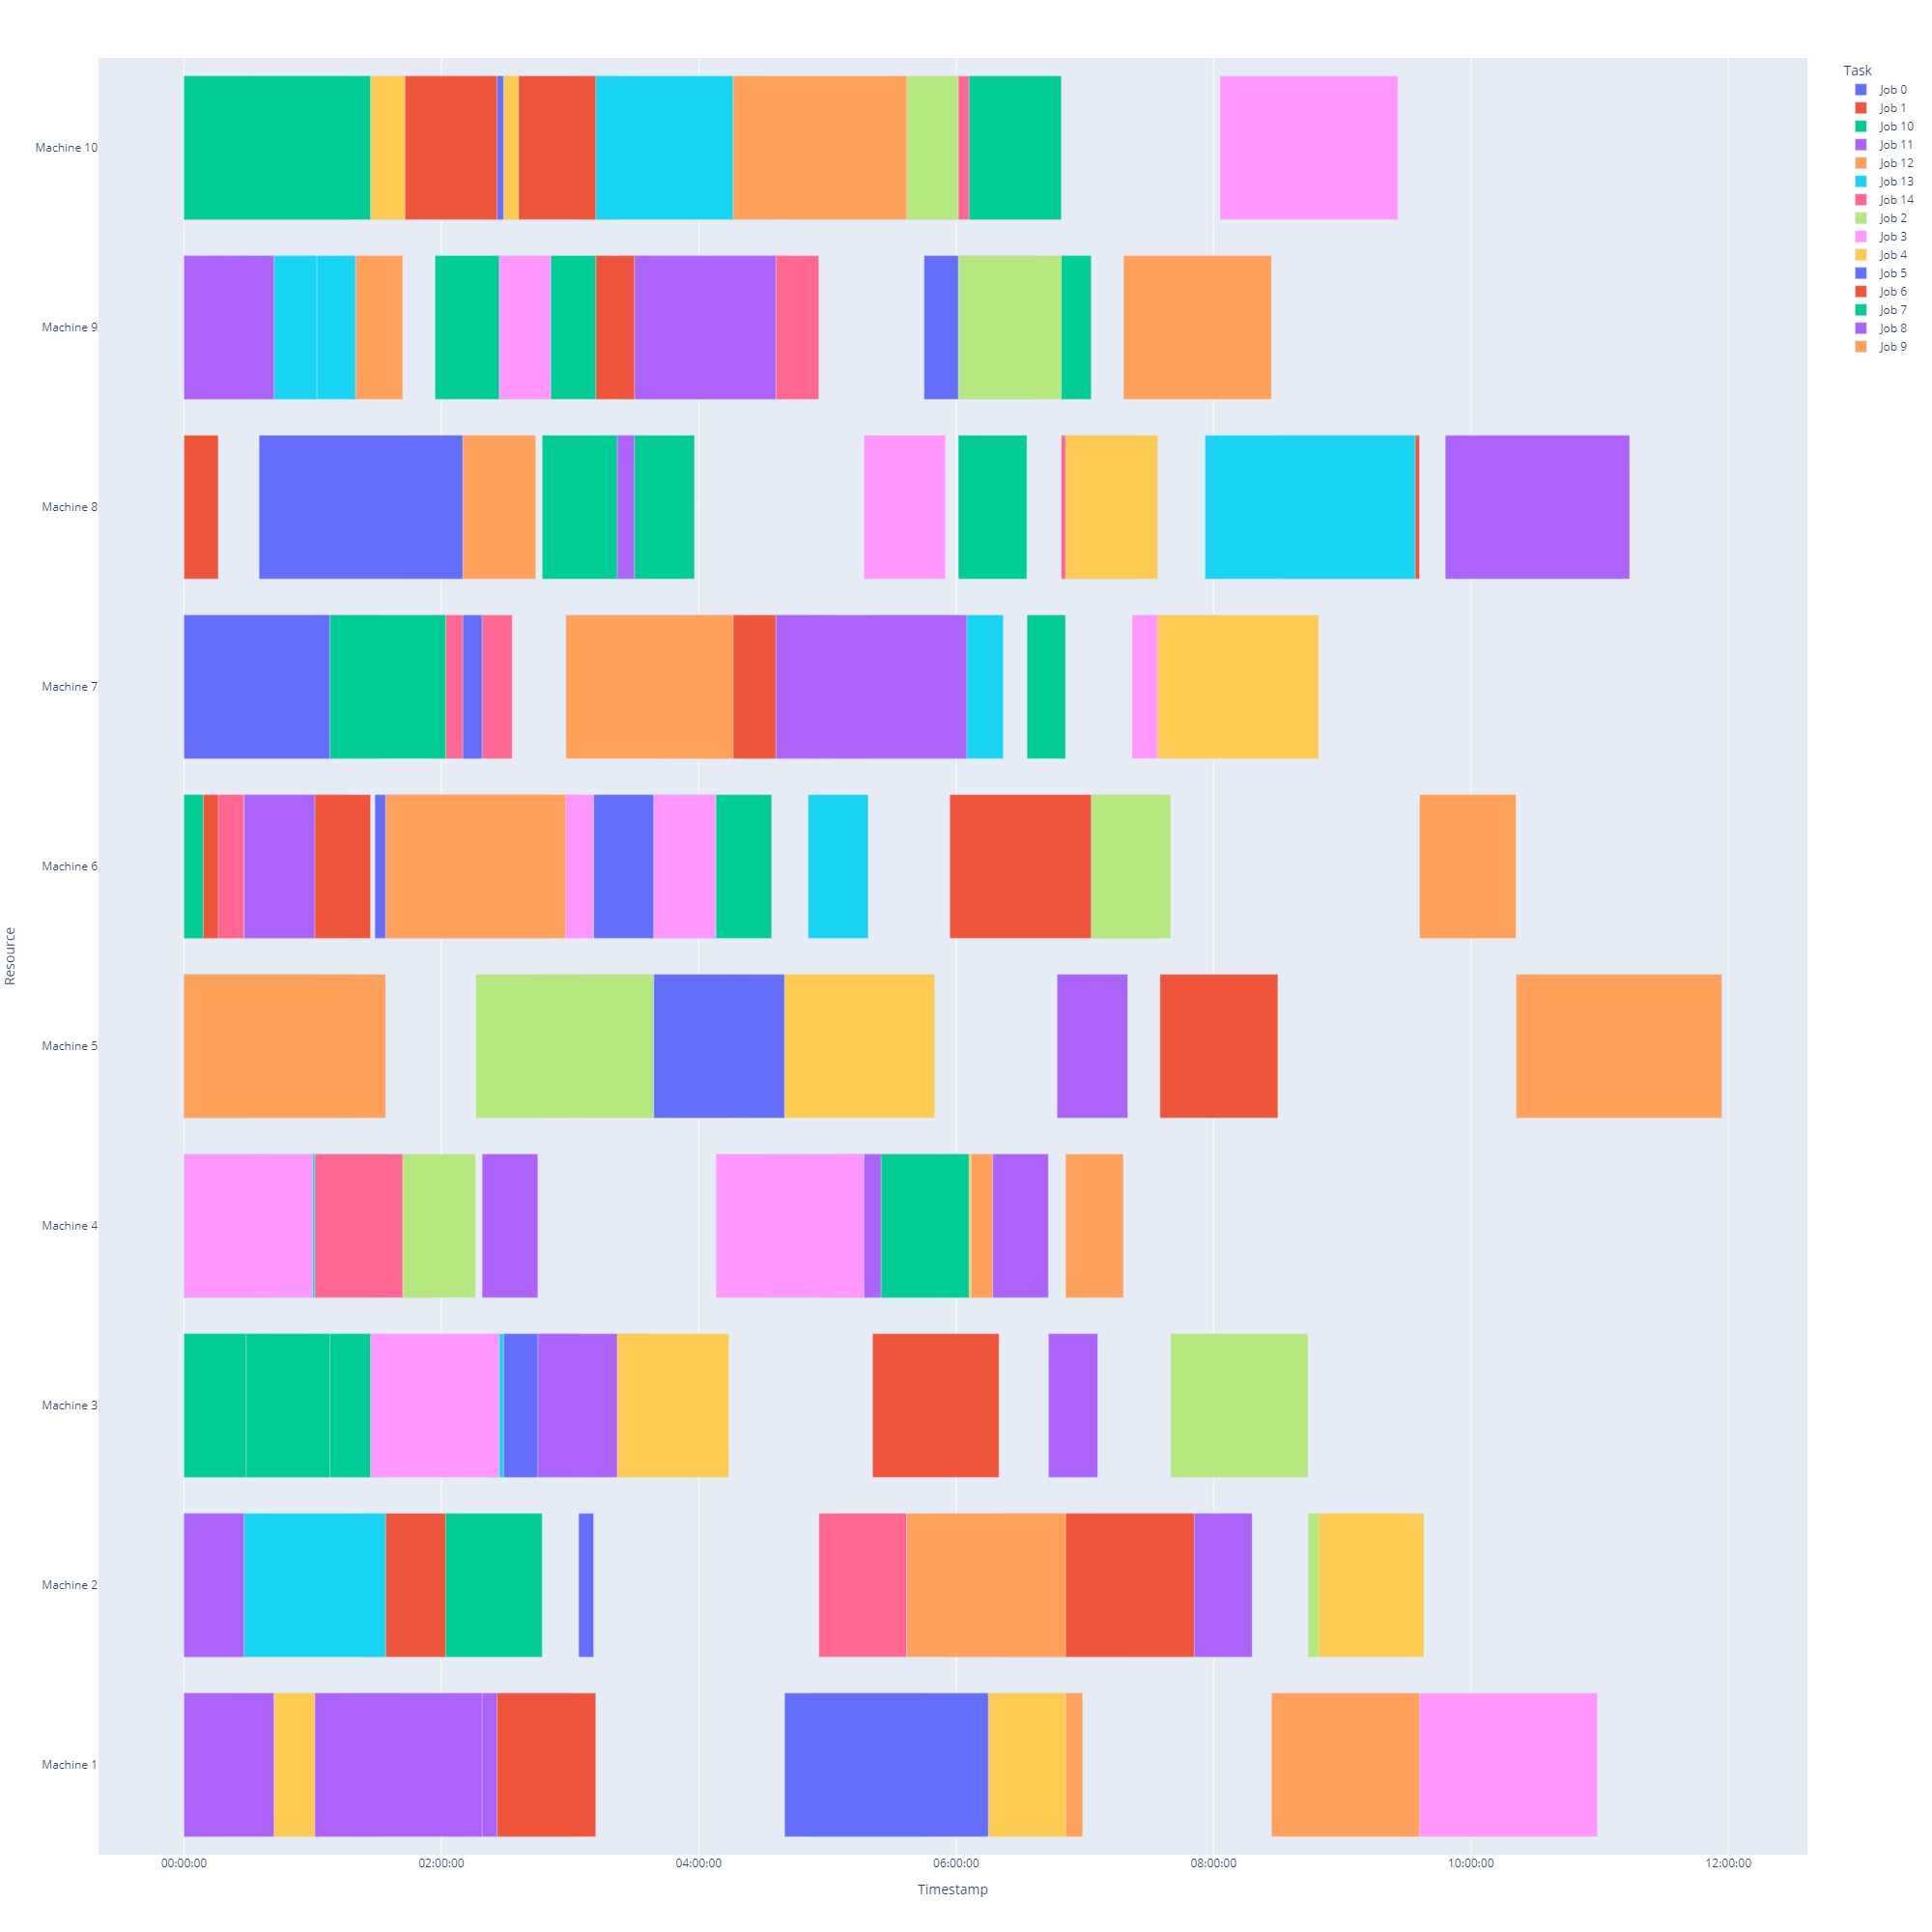 Task
Job 0
Job 1
Job 10
Job 11
Job 12
Job 13
Job 14
Job 2
Job 3
Job 4
Job 5
Job 6
Job 7
Job 8
Job 9
Machine 10
Machine 9
Machine 8
Machine 7
Machine 6
Machine 5
Machine 4
Machine 3
Machine 2
Machine 1
Resource
00:00:00 02:00:00 04:00:00 06:00:00 08:00:00 10:00:00 12:00:00
Timestamp